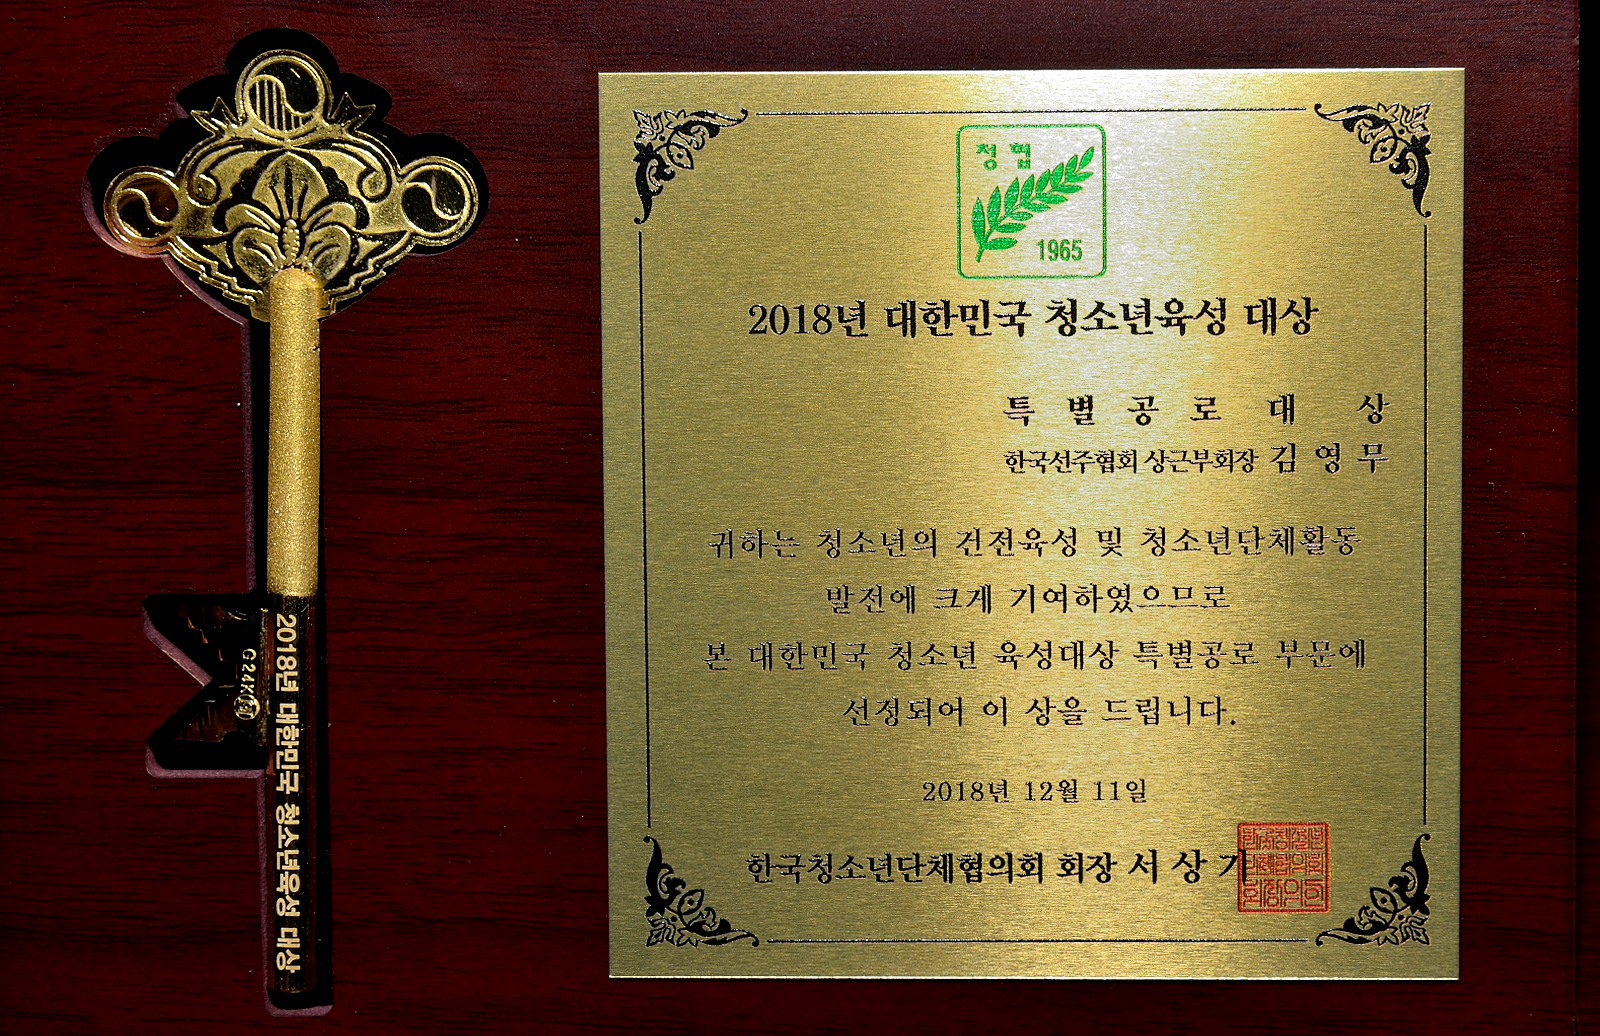 청협
1965
2018년 대한민국 청소년육성 대상
특별공로대상
한국선주협회 상근부회장 김영무
귀하는 청소년의 건전육성 및 청소년단체활동
발전에 크게 기여하였으므로
본 대한민국 청소년 육성대상 특별공로 부문에
선정되어 이 상을 드립니다.
2018년 12월 11일
한국청소년단체협의회 회장 서상기
2018년 대한민국 청소년육성 대상
G24K